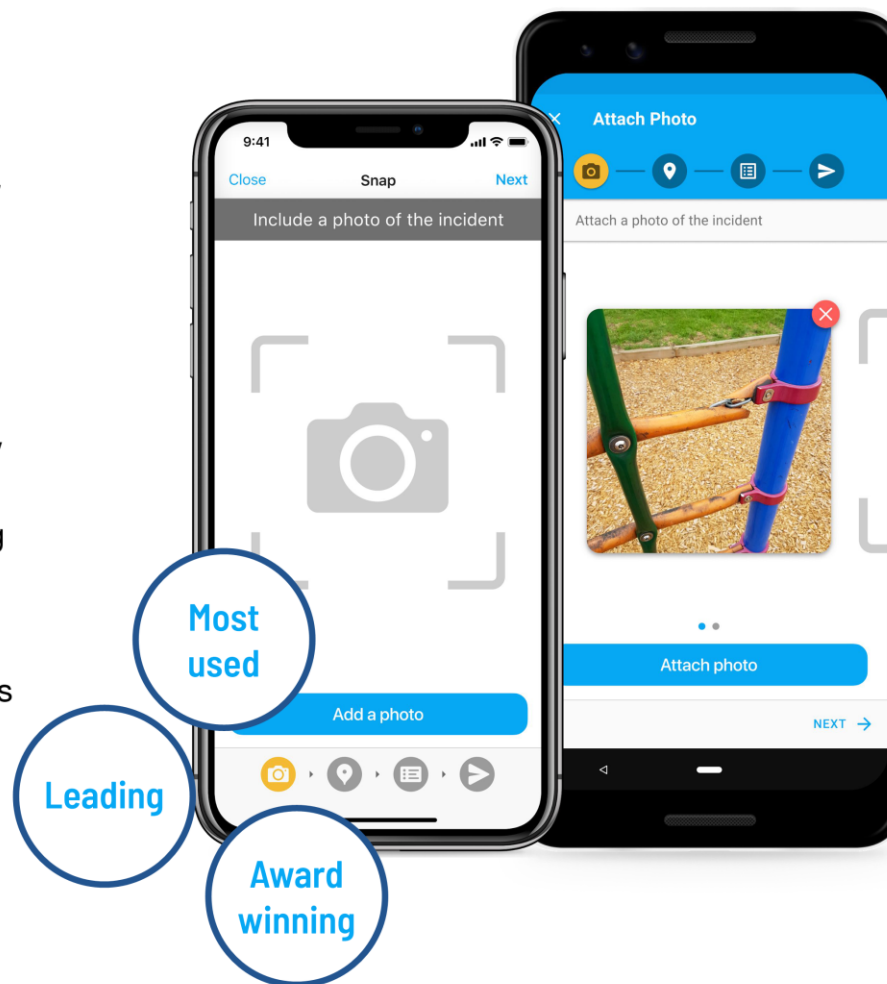 9:41
Close Snap Next
Include a photo of the incident
Add a photo
Attach Photo
Attach a photo of the incident
Attach photo
NEXT
Most
used
Leading
Award
winning